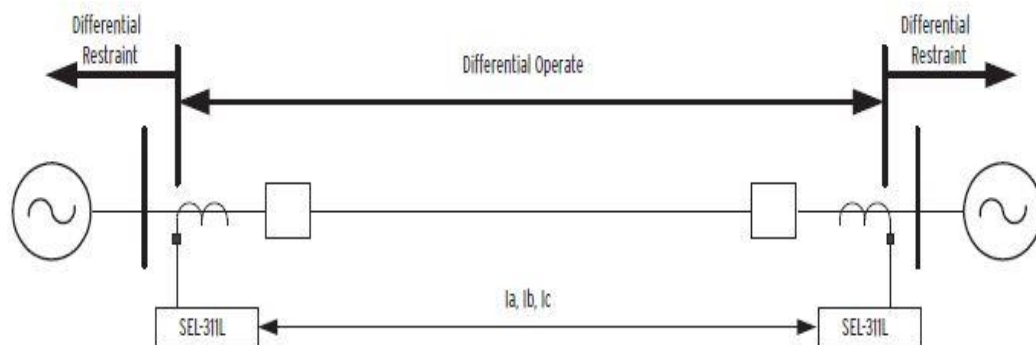 Differential
Restraint
Differential Operate
Differential
Restraint
Ia, Ib, Ic
SEL-311L
SEL-311L